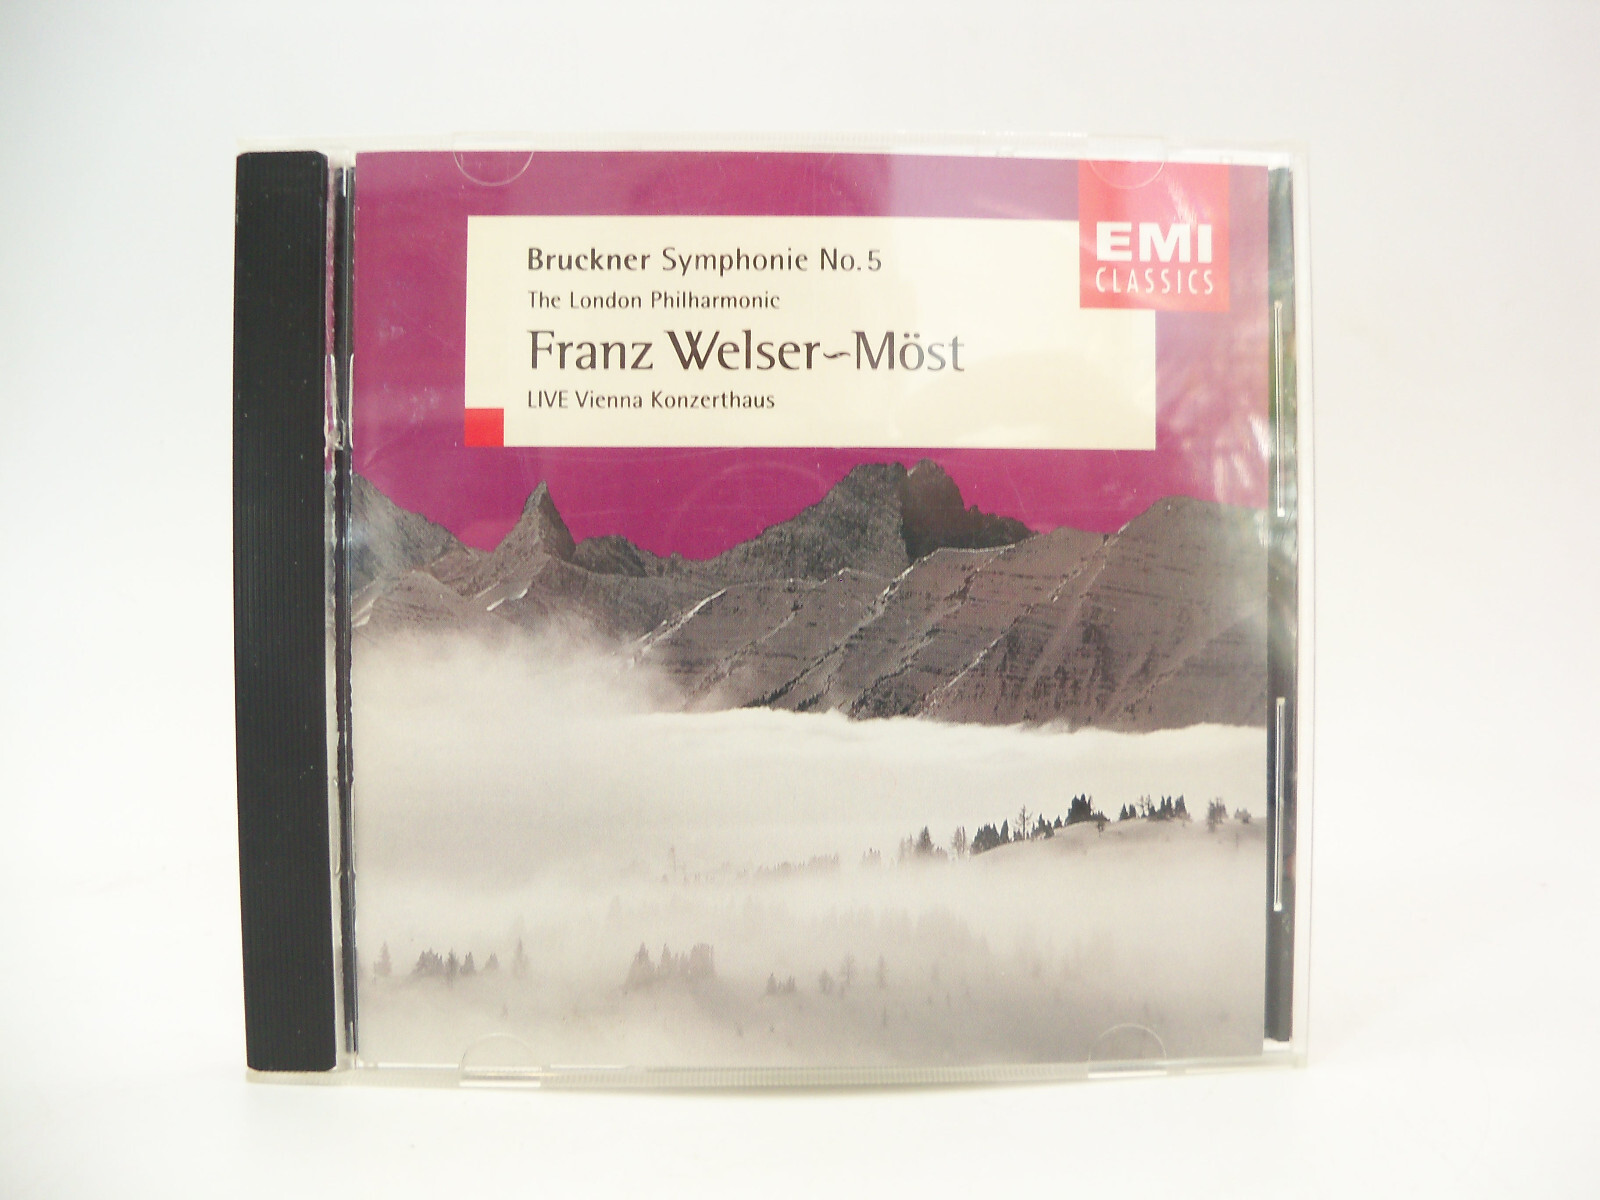 Bruckner Symphonie No. 5
The London Philharmonic
Franz Welser~Möst
LIVE Vienna Konzerthaus
EMI
CLASSICS